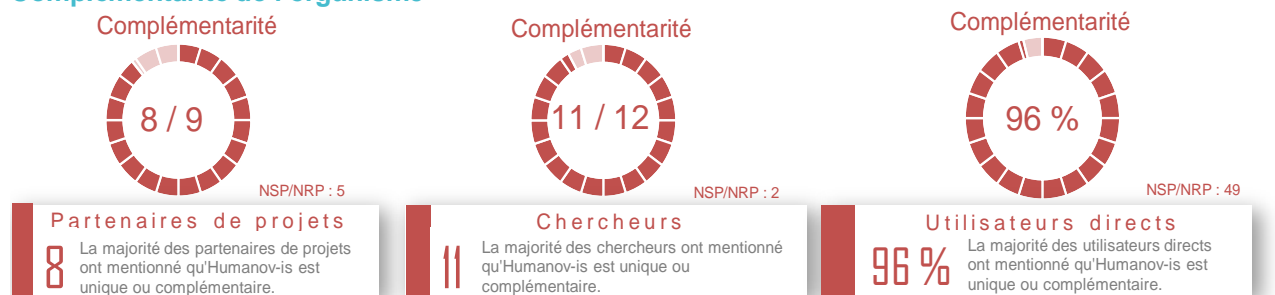 Complémentarité de l'organisme
Complémentarité
8 / 9
NSP/NRP : 5
Partenaires de projets
8
La majorité des partenaires de projets
ont mentionné qu'Humanov-is est
unique ou complémentaire.
Complémentarité
11 / 12
NSP/NRP : 2
Chercheurs
11
La majorité des chercheurs ont mentionné
qu'Humanov-is est unique ou
complémentaire.
Complémentarité
96 %
NSP/NRP : 49
Utilisateurs directs
96 %
La majorité des utilisateurs directs
ont mentionné qu'Humanov-is est
unique ou complémentaire.